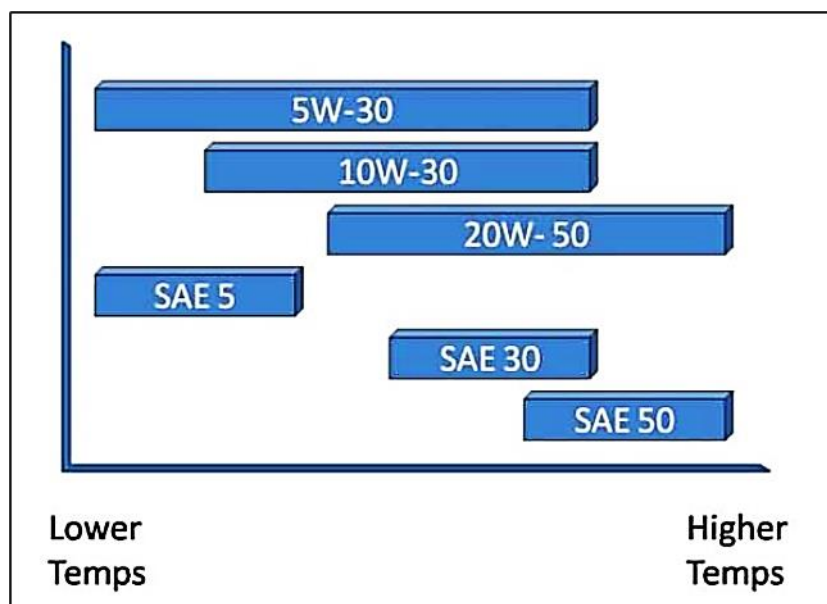 5W-30
10W-30
20W- 50
SAE 5
SAE 30
SAE 50
Lower
Temps
Higher
Temps